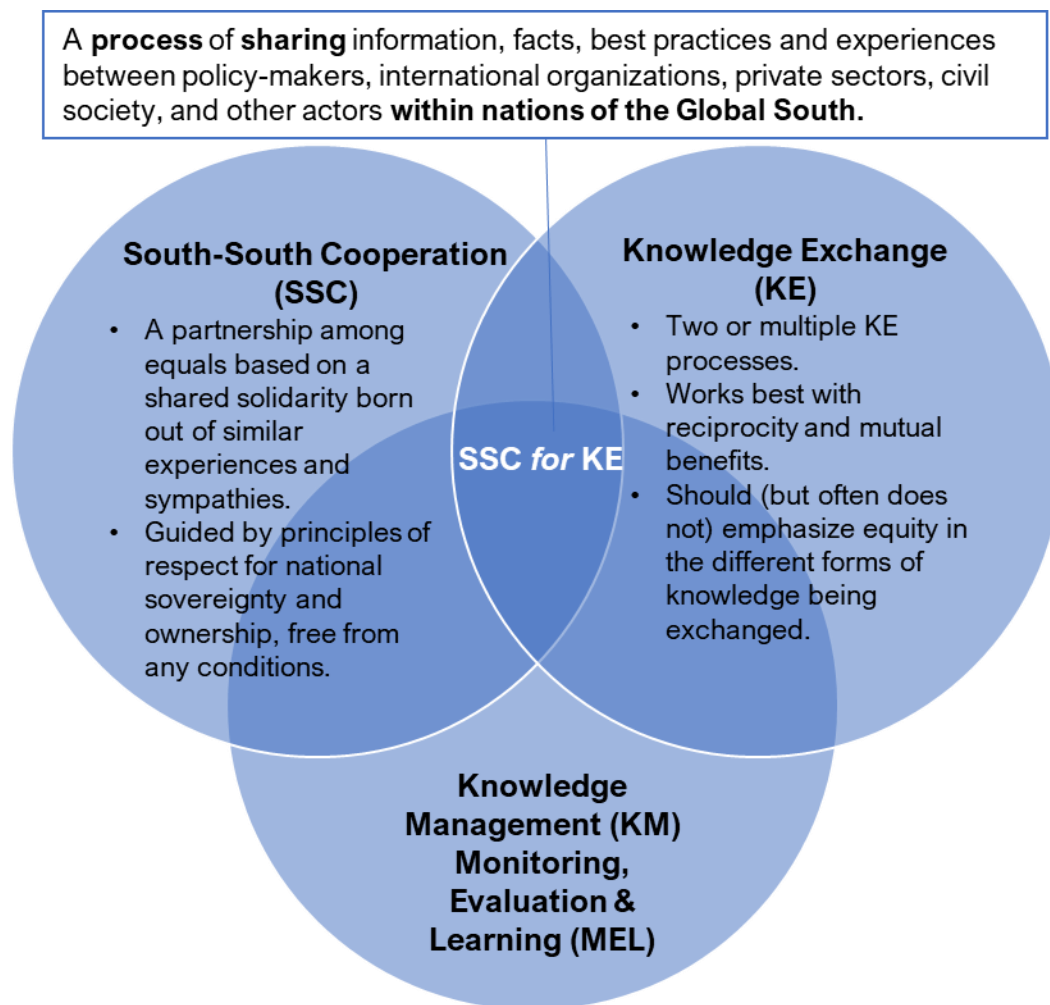 A process of sharing information, facts, best practices and experiences
between policy-makers, international organizations, private sectors, civil
society, and other actors within nations of the Global South.
South-South Cooperation
(SSC)
• A partnership among
equals based on a
shared solidarity born
out of similar
experiences and
sympathies.
• Guided by principles of
respect for national
sovereignty and
ownership, free from
any conditions.
Knowledge Exchange
(KE)
• Two or multiple KE
processes.
• Works best with
reciprocity and mutual
benefits.
• Should (but often does
not) emphasize equity in
the different forms of
knowledge being
exchanged.
SSC for KE
Knowledge
Management (KM)
Monitoring,
Evaluation &
Learning (MEL)